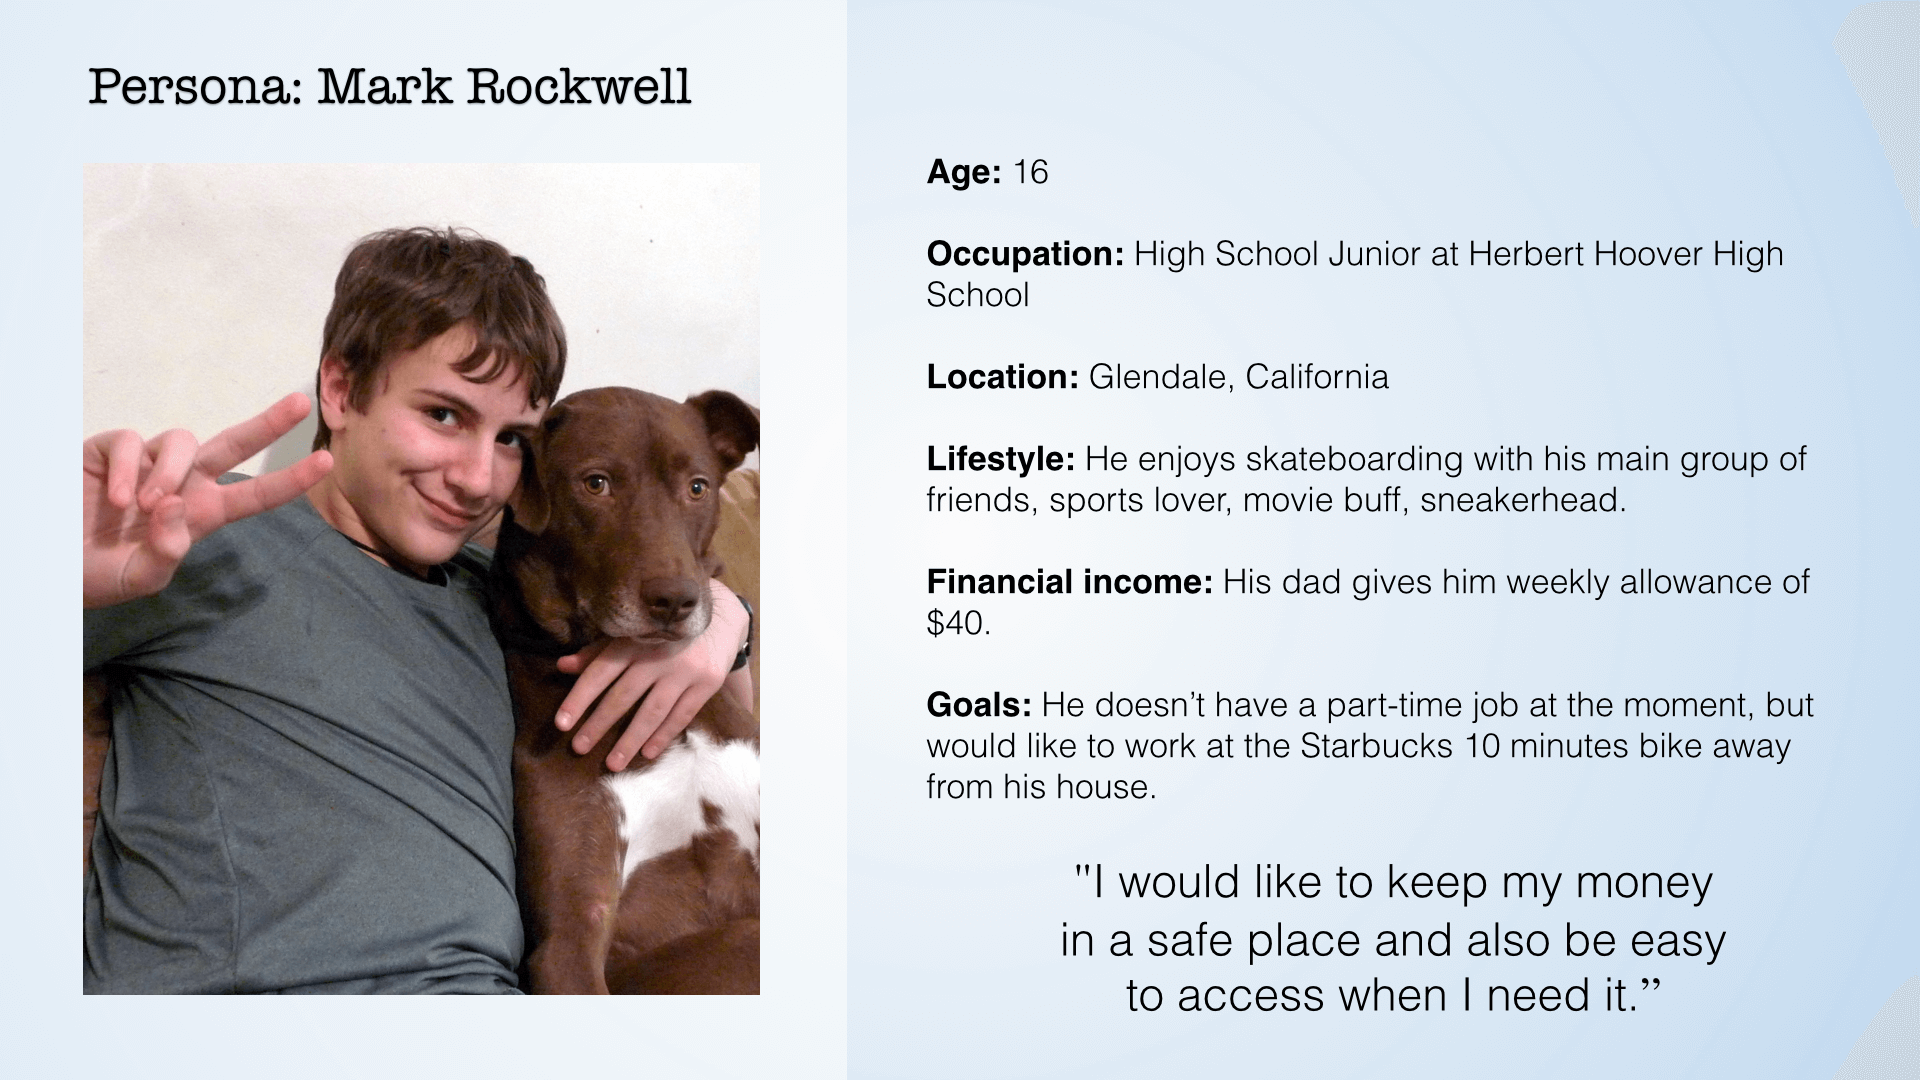 Persona: Mark Rockwell
Age: 16
Occupation: High School Junior at Herbert Hoover High
School
Location: Glendale, California
Lifestyle: He enjoys skateboarding with his main group of
friends, sports lover, movie buff, sneakerhead.
Financial income: His dad gives him weekly allowance of
$40.
Goals: He doesn’t have a part-time job at the moment, but
would like to work at the Starbucks 10 minutes bike away
from his house.
"I would like to keep my money
in a safe place and also be easy
to access when I need it.”